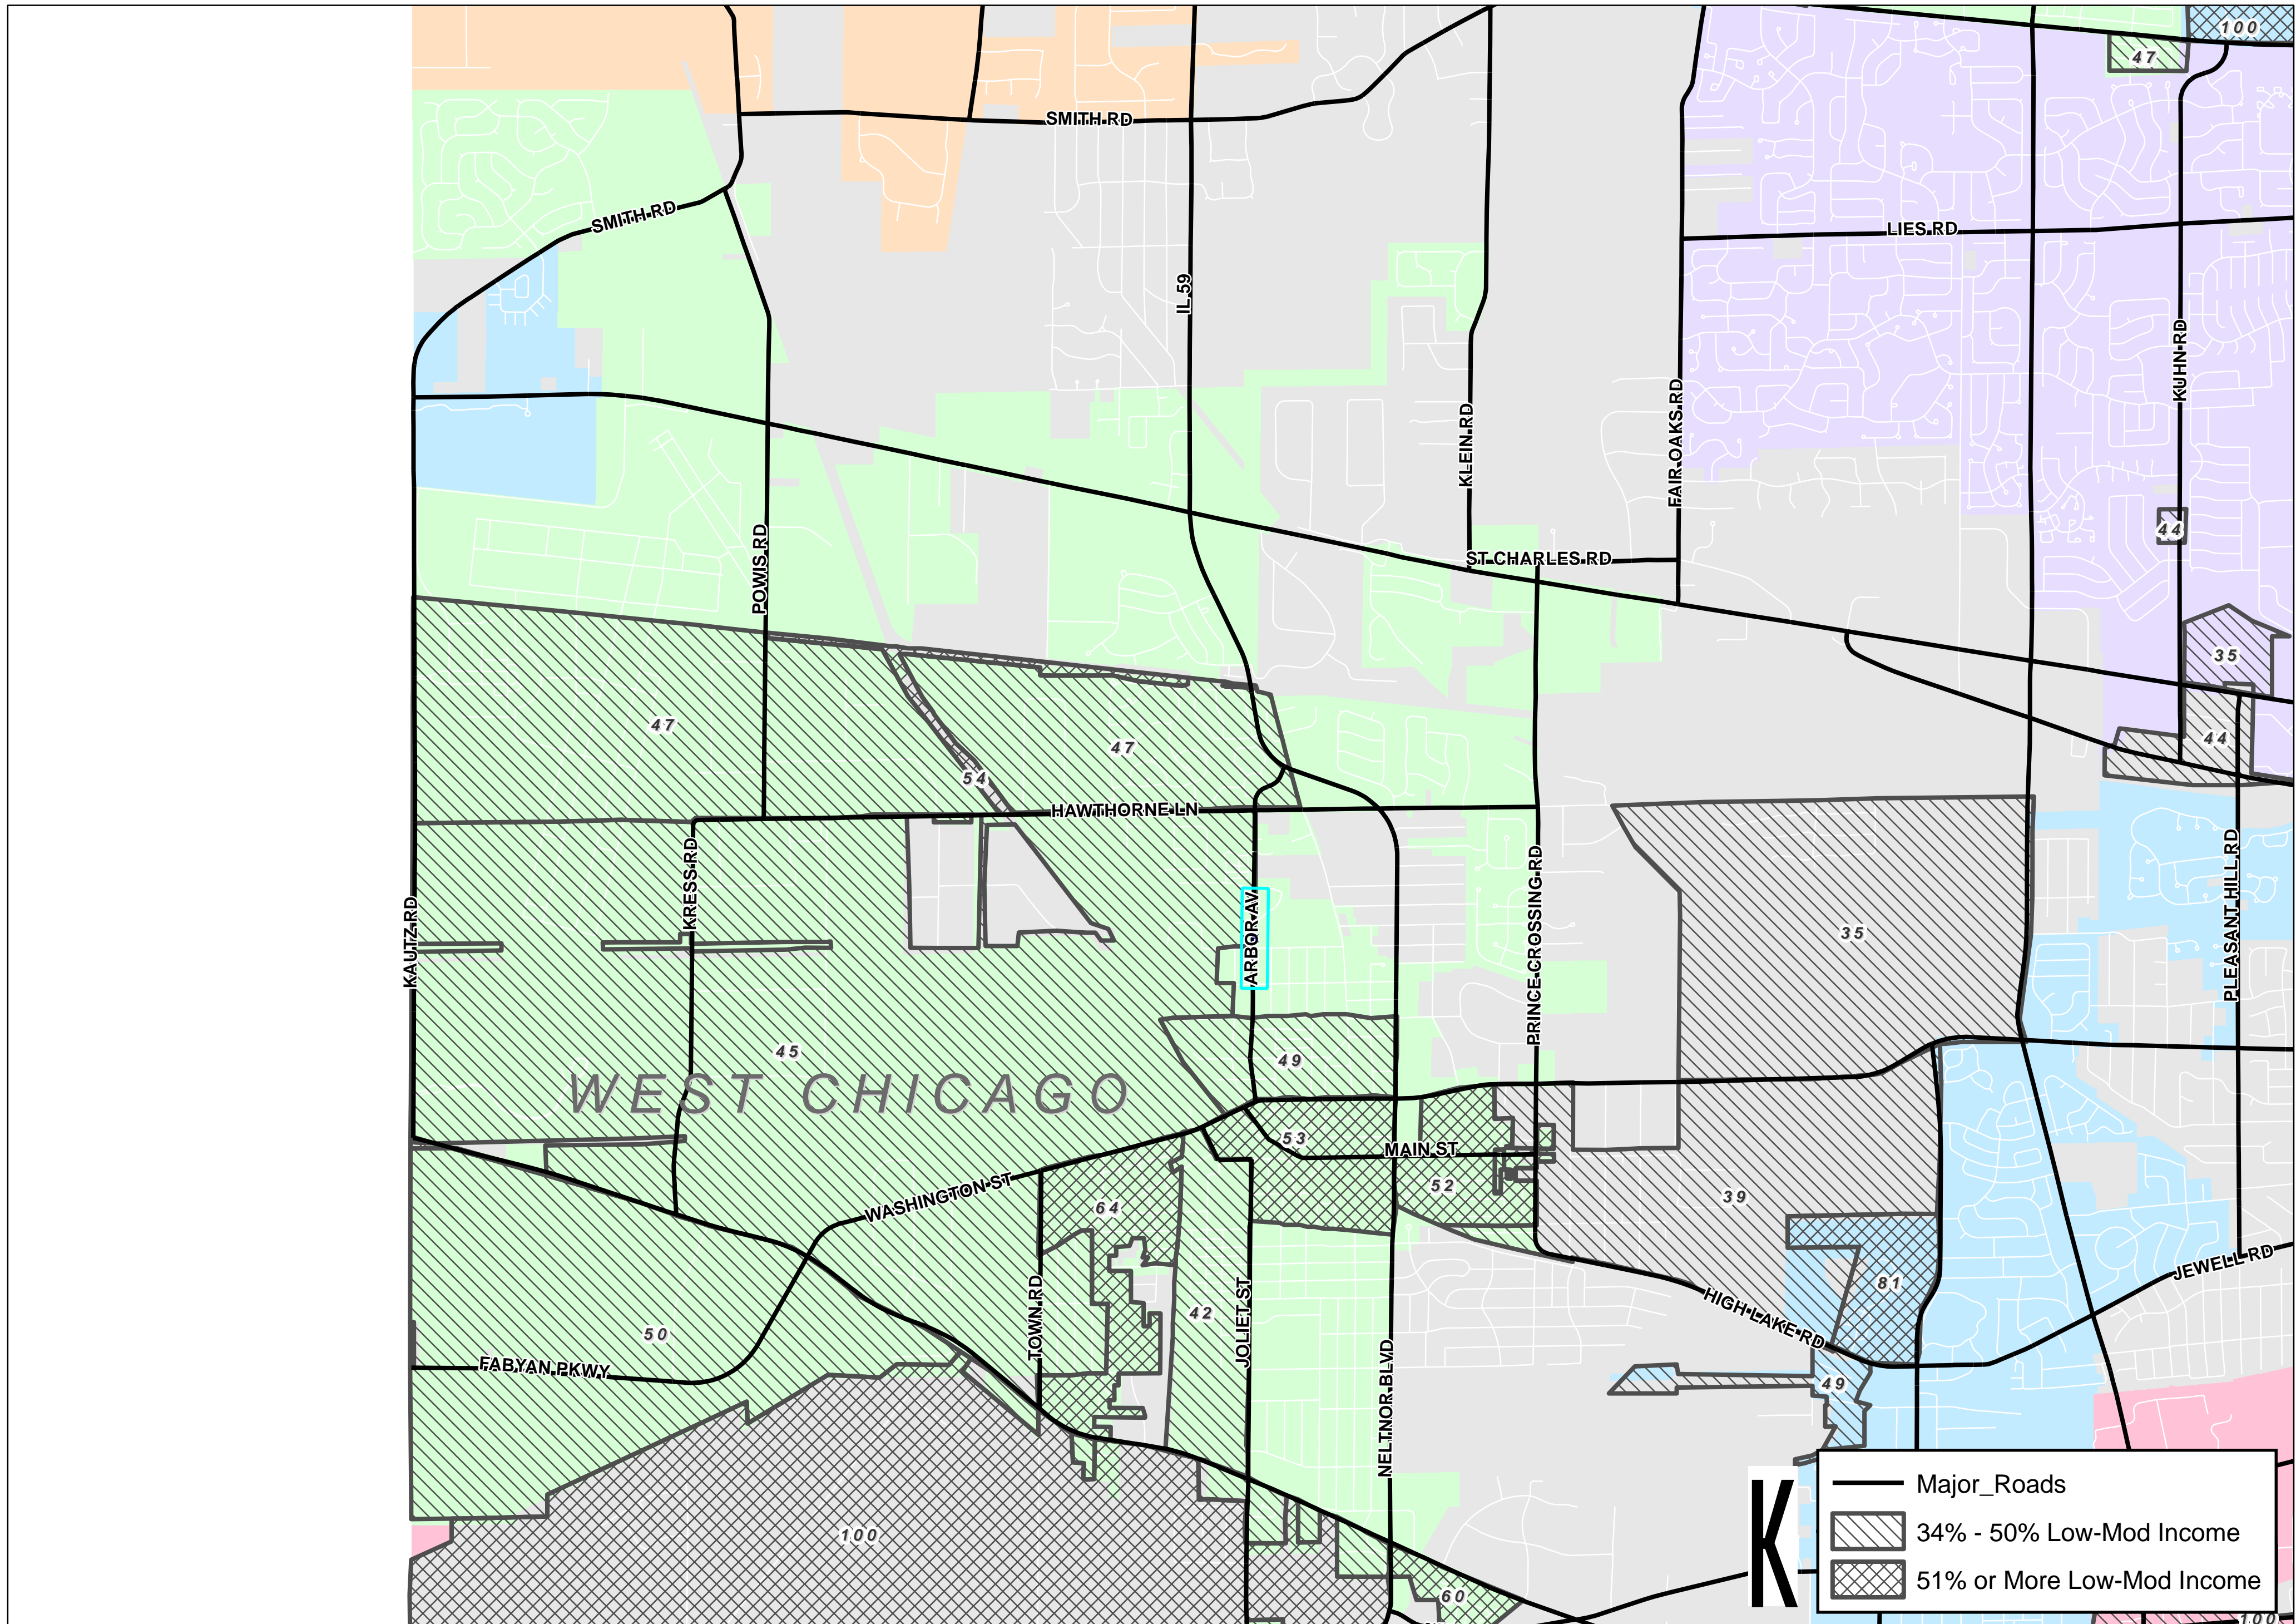 100
47
SMITH RD
SMITH RD
LIES RD
IL 59
KUHN RD
KLEIN RD
FAIR OAKS RD
44
POWIS RD
ST CHARLES RD
35
47
47
44
54
HAWTHORNE LN
KRESS RD
ARBOR AV
PRINCE CROSSING RD
PLEASANT HILL RD
KAUTZ RD
35
45
49
WEST CHICAGO
53
MAIN ST
52
39
WASHINGTON ST
64
JEWELL RD
81
TOWN RD
42
JOLIET ST
HIGH LAKE RD
50
FABYAN PKWY
NELTNOR BLVD
49
K
Major_Roads
34% - 50% Low-Mod Income
51% or More Low-Mod Income
100
60
100